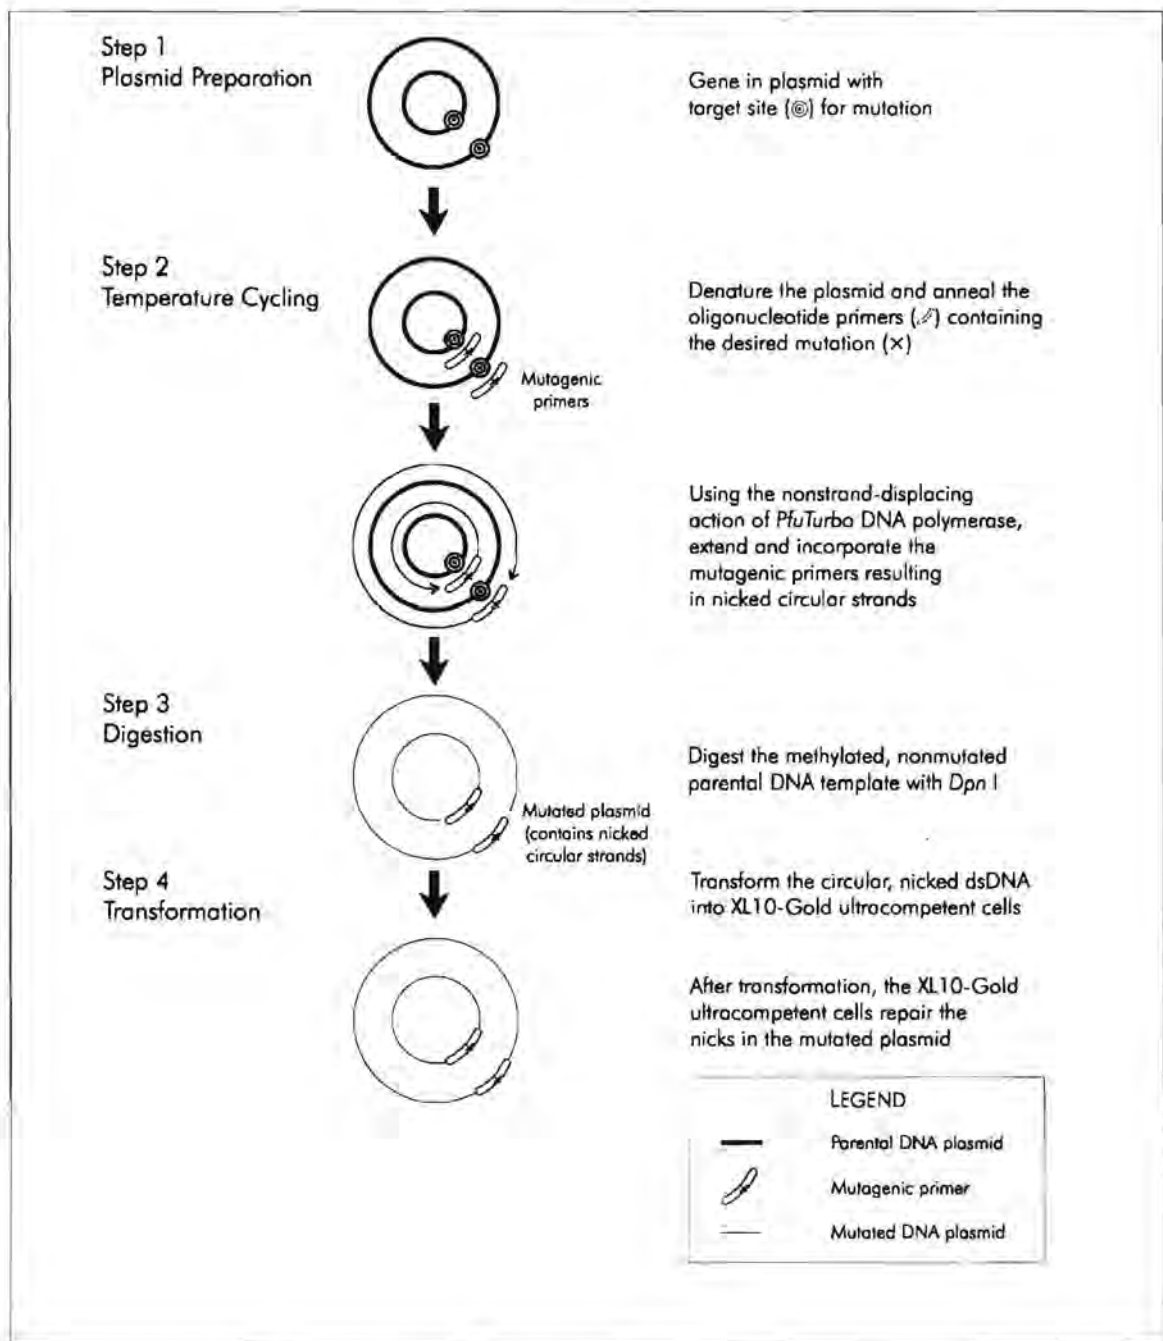 Step 1
Plasmid Preparation
Gene in plasmid with
target site (◎) for mutation
Step 2
Temperature Cycling
Denature the plasmid and anneal the
oligonucleotide primers (⫽) containing
the desired mutation (×)
Mutagenic
primers
Using the nonstrand-displacing
action of PfuTurbo DNA polymerase,
extend and incorporate the
mutagenic primers resulting
in nicked circular strands
Step 3
Digestion
Digest the methylated, nonmutated
parental DNA template with Dpn I
Mutated plasmid
(contains nicked
circular strands)
Step 4
Transformation
Transform the circular, nicked dsDNA
into XL10-Gold ultracompetent cells
After transformation, the XL10-Gold
ultracompetent cells repair the
nicks in the mutated plasmid
LEGEND
Parental DNA plasmid
Mutagenic primer
Mutated DNA plasmid